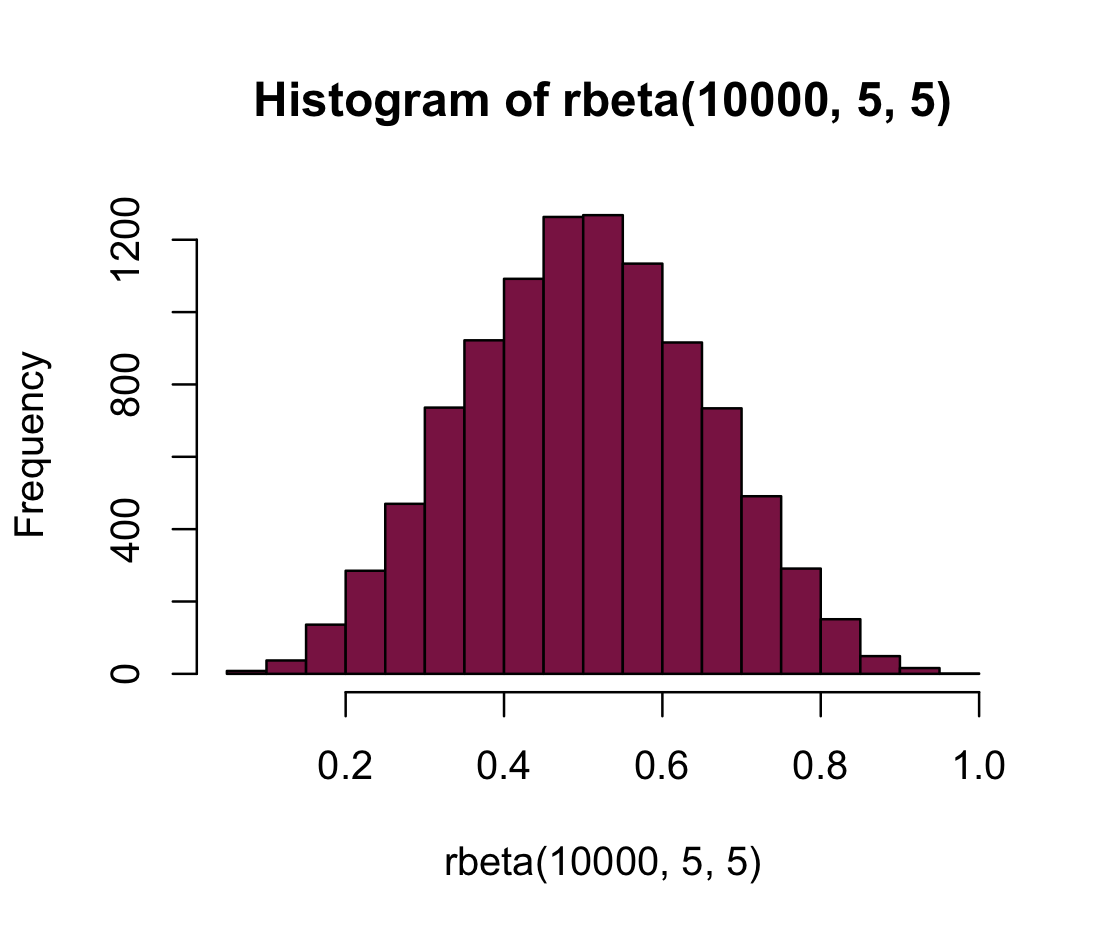 Histogram of rbeta(10000, 5, 5)
Frequency
1200
800
400
0
0.2 0.4 0.6 0.8 1.0
rbeta(10000, 5, 5)